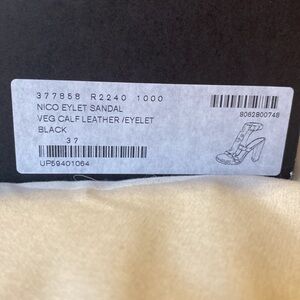 377858 R2240 1000
NICO EYLET SANDAL
VEG CALF LEATHER /EYELET
BLACK
37
UP59401064
8062800748